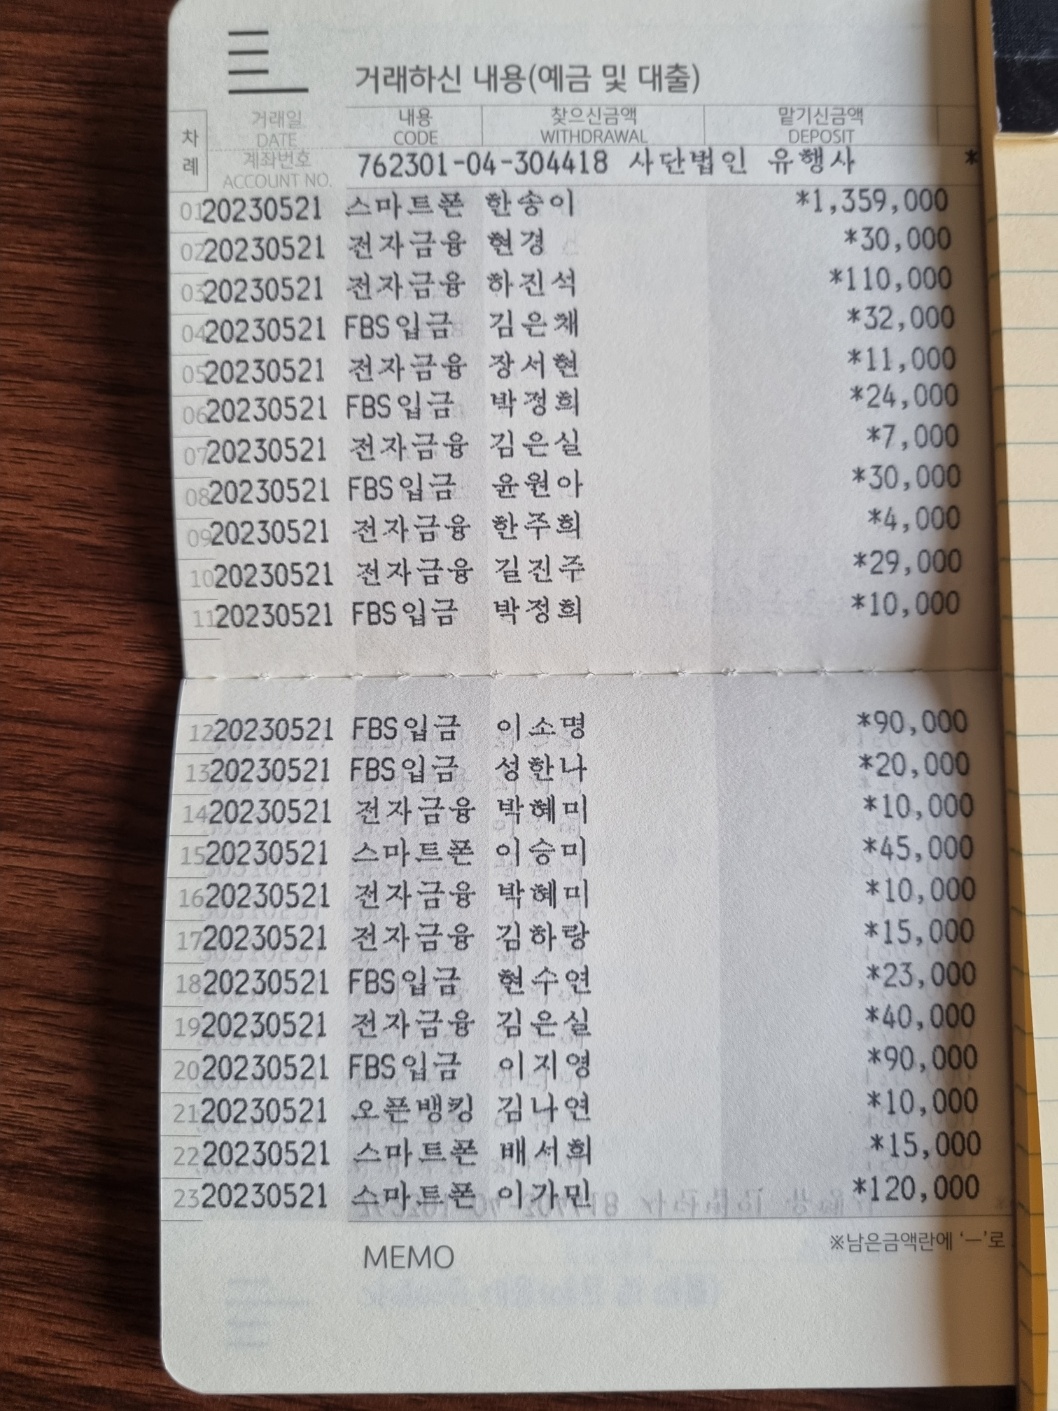 거래하신 내용(예금 및 대출)
차례 거래일 내용 찾으신금액 맡기신금액
DATE CODE WITHDRAWAL DEPOSIT
계좌번호 762301-04-304418 사단법인 유행사 *
ACCOUNT NO.
01 20230521 스마트폰 한송이 *1,359,000
02 20230521 전자금융 현경 *30,000
03 20230521 전자금융 하진석 *110,000
04 20230521 FBS입금 김은채 *32,000
05 20230521 전자금융 장서현 *11,000
06 20230521 FBS입금 박정희 *24,000
07 20230521 전자금융 김은실 *7,000
08 20230521 FBS입금 윤원아 *30,000
09 20230521 전자금융 한주희 *4,000
10 20230521 전자금융 길진주 *29,000
11 20230521 FBS입금 박정희 *10,000
12 20230521 FBS입금 이소명 *90,000
13 20230521 FBS입금 성한나 *20,000
14 20230521 전자금융 박혜미 *10,000
15 20230521 스마트폰 이승미 *45,000
16 20230521 전자금융 박혜미 *10,000
17 20230521 전자금융 김하랑 *15,000
18 20230521 FBS입금 현수연 *23,000
19 20230521 전자금융 김은실 *40,000
20 20230521 FBS입금 이지영 *90,000
21 20230521 오픈뱅킹 김나연 *10,000
22 20230521 스마트폰 배서희 *15,000
23 20230521 스마트폰 이가민 *120,000
MEMO
※남은금액란에 ‘—’로